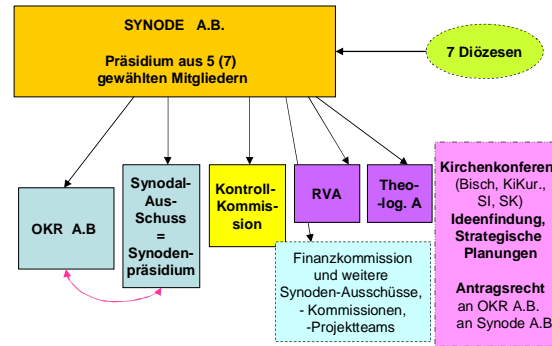 SYNODE A.B.
Präsidium aus 5 (7)
gewählten Mitgliedern
7 Diözesen
OKR A.B
Synodal-
Aus-
Schuss
=
Synoden-
präsidium
Kontroll-
Kommis-
sion
RVA
Theo-
log. A
Finanzkommission
und weitere
Synoden-Ausschüsse,
- Kommissionen,
-Projektteams
Kirchenkonferen
(Bisch, KiKur.,
SI, SK)
Ideenfindung,
Strategische
Planungen
Antragsrecht
an OKR A.B.
an Synode A.B